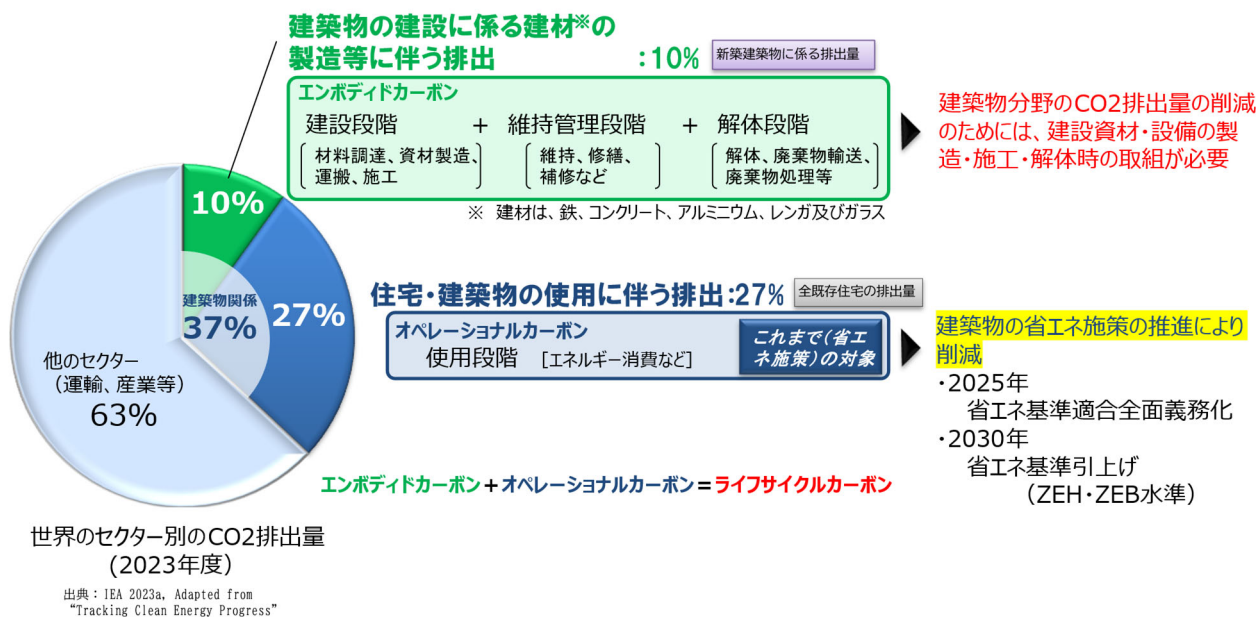 建築物の建設に係る建材※の
製造等に伴う排出 :10%
新築建築物に係る排出量
エンボディドカーボン
建設段階 + 維持管理段階 + 解体段階
材料調達、資材製造、
運搬、施工
維持、修繕、
補修など
解体、廃棄物輸送、
廃棄物処理等
※ 建材は、鉄、コンクリート、アルミニウム、レンガ及びガラス
建築物分野のCO2排出量の削減
のためには、建設資材・設備の製
造・施工・解体時の取組が必要
10%
27%
建築物関係
37%
他のセクター
(運輸、産業等)
63%
住宅・建築物の使用に伴う排出:27%
全既存住宅の排出量
オペレーショナルカーボン
使用段階 [エネルギー消費など]
これまで(省エ
ネ施策)の対象
建築物の省エネ施策の推進により
削減
・2025年
省エネ基準適合全面義務化
・2030年
省エネ基準引上げ
(ZEH・ZEB水準)
エンボディドカーボン+オペレーショナルカーボン=ライフサイクルカーボン
世界のセクター別のCO2排出量
(2023年度)
出典:IEA 2023a, Adapted from
"Tracking Clean Energy Progress"